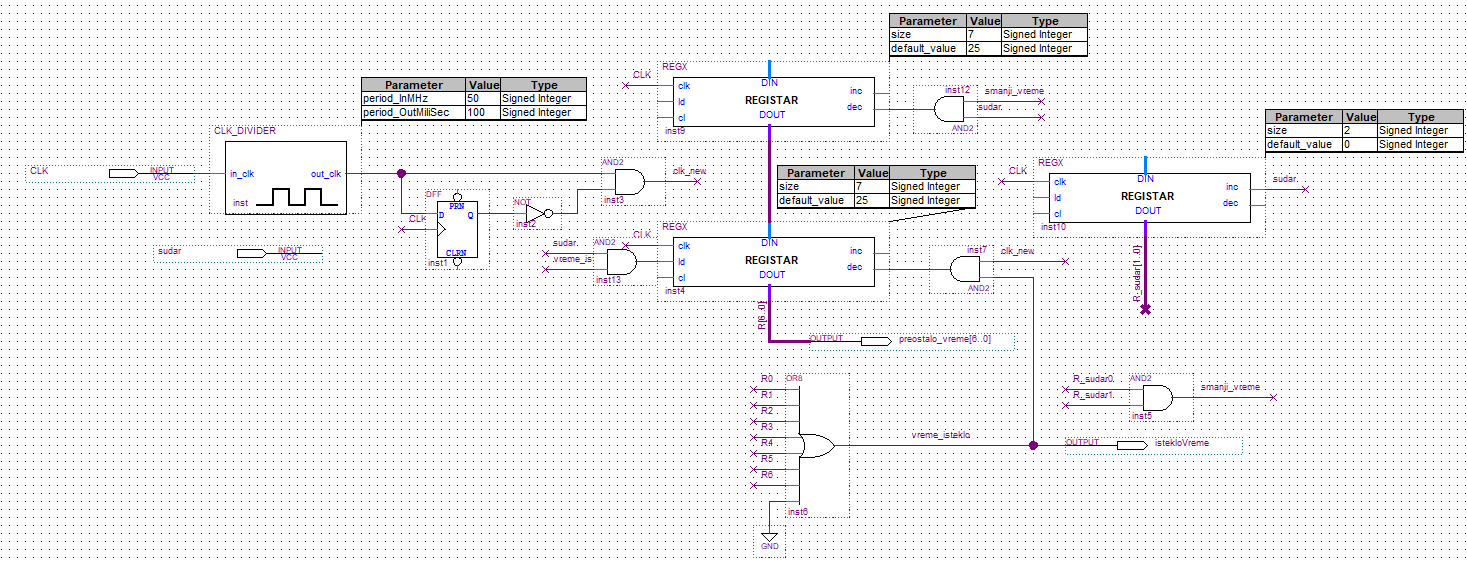 Parameter Value Type
size 7 Signed Integer
default_value 25 Signed Integer
Parameter Value Type
period_InMHz 50 Signed Integer
period_OutMiliSec 100 Signed Integer
CLK
REGX
DIN
clk
ld
cl
REGISTAR
DOUT
inc
dec
inst9
inst12
smanji_vreme
sudar
AND2
Parameter Value Type
size 2 Signed Integer
default_value 0 Signed Integer
CLK_DIVIDER
in_clk
out_clk
inst
CLK
INPUT
VCC
AND2
clk_new
inst3
Parameter Value Type
size 7 Signed Integer
default_value 25 Signed Integer
CLK
REGX
DIN
clk
ld
cl
REGISTAR
DOUT
inc
dec
sudar
inst10
R_sudar[1..0]
DFF
PRN
D
Q
CLRN
CLK
inst1
NOT
inst2
sudar
INPUT
VCC
sudar
vreme_is
AND2
inst13
CLK
REGX
DIN
clk
ld
cl
REGISTAR
DOUT
inc
dec
inst4
inst7
clk_new
AND2
R[6..0]
OUTPUT
preostalo_vreme[6..0]
R0
R1
R2
R3
R4
R5
R6
OR8
inst6
GND
vreme_isteklo
R_sudar0
R_sudar1
AND2
inst5
smanji_vreme
OUTPUT
istekloVreme